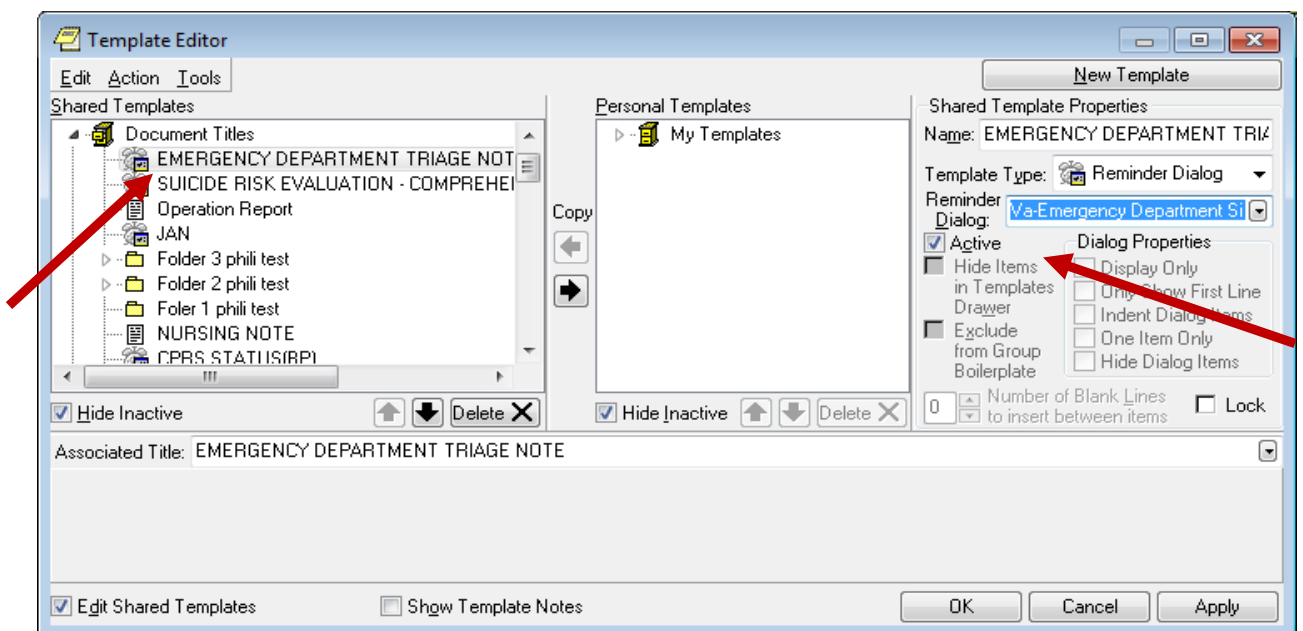 Template Editor
Edit Action Tools
New Template
Shared Templates
Document Titles
EMERGENCY DEPARTMENT TRIAGE NOT
SUICIDE RISK EVALUATION - COMPREHEI
Operation Report
JAN
Folder 3 phili test
Folder 2 phili test
Foler 1 phili test
NURSING NOTE
CPRS STATUS(BP)
Hide Inactive
Delete
Copy
Personal Templates
My Templates
Hide Inactive
Delete
Shared Template Properties
Name: EMERGENCY DEPARTMENT TRIA
Template Type: Reminder Dialog
Reminder
Dialog: Va-Emergency Department Si
Active
Hide Items
in Templates
Drawer
Exclude
from Group
Boilerplate
Dialog Properties
Display Only
Only Show First Line
Indent Dialog Items
One Item Only
Hide Dialog Items
0 Number of Blank Lines
to insert between items
Lock
Associated Title: EMERGENCY DEPARTMENT TRIAGE NOTE
Edit Shared Templates
Show Template Notes
OK Cancel Apply